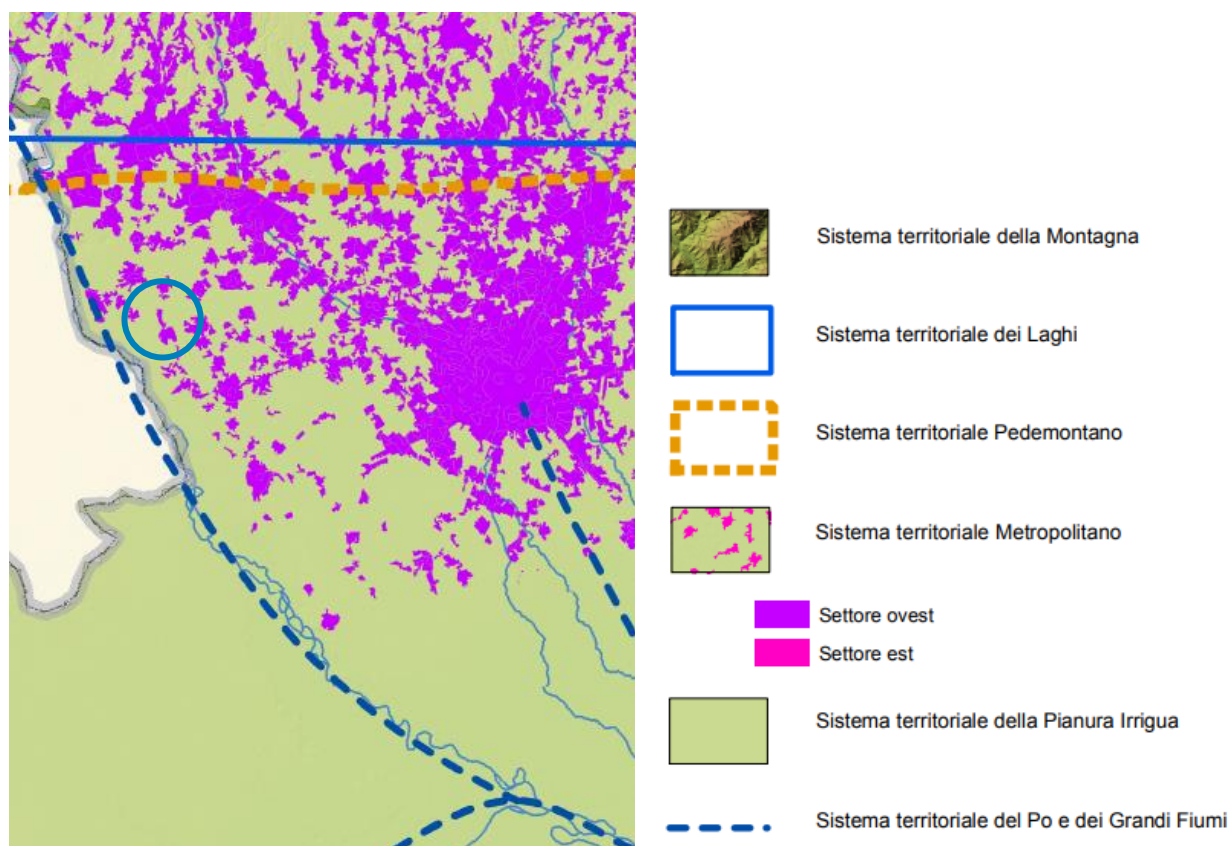 Sistema territoriale della Montagna
Sistema territoriale dei Laghi
Sistema territoriale Pedemontano
Sistema territoriale Metropolitano
Settore ovest
Settore est
Sistema territoriale della Pianura Irrigua
Sistema territoriale del Po e dei Grandi Fiumi